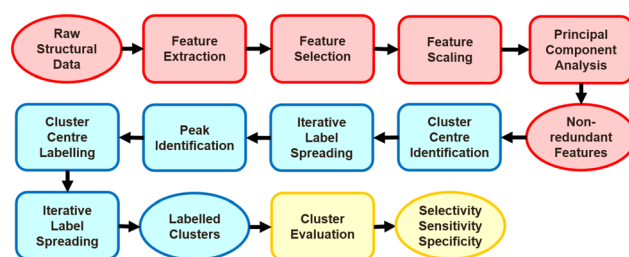 Raw
Structural
Data
Feature
Extraction
Feature
Selection
Feature
Scaling
Principal
Component
Analysis
Non-
redundant
Features
Cluster
Centre
Identification
Iterative
Label
Spreading
Peak
Identification
Cluster
Centre
Labelling
Iterative
Label
Spreading
Labelled
Clusters
Cluster
Evaluation
Selectivity
Sensitivity
Specificity